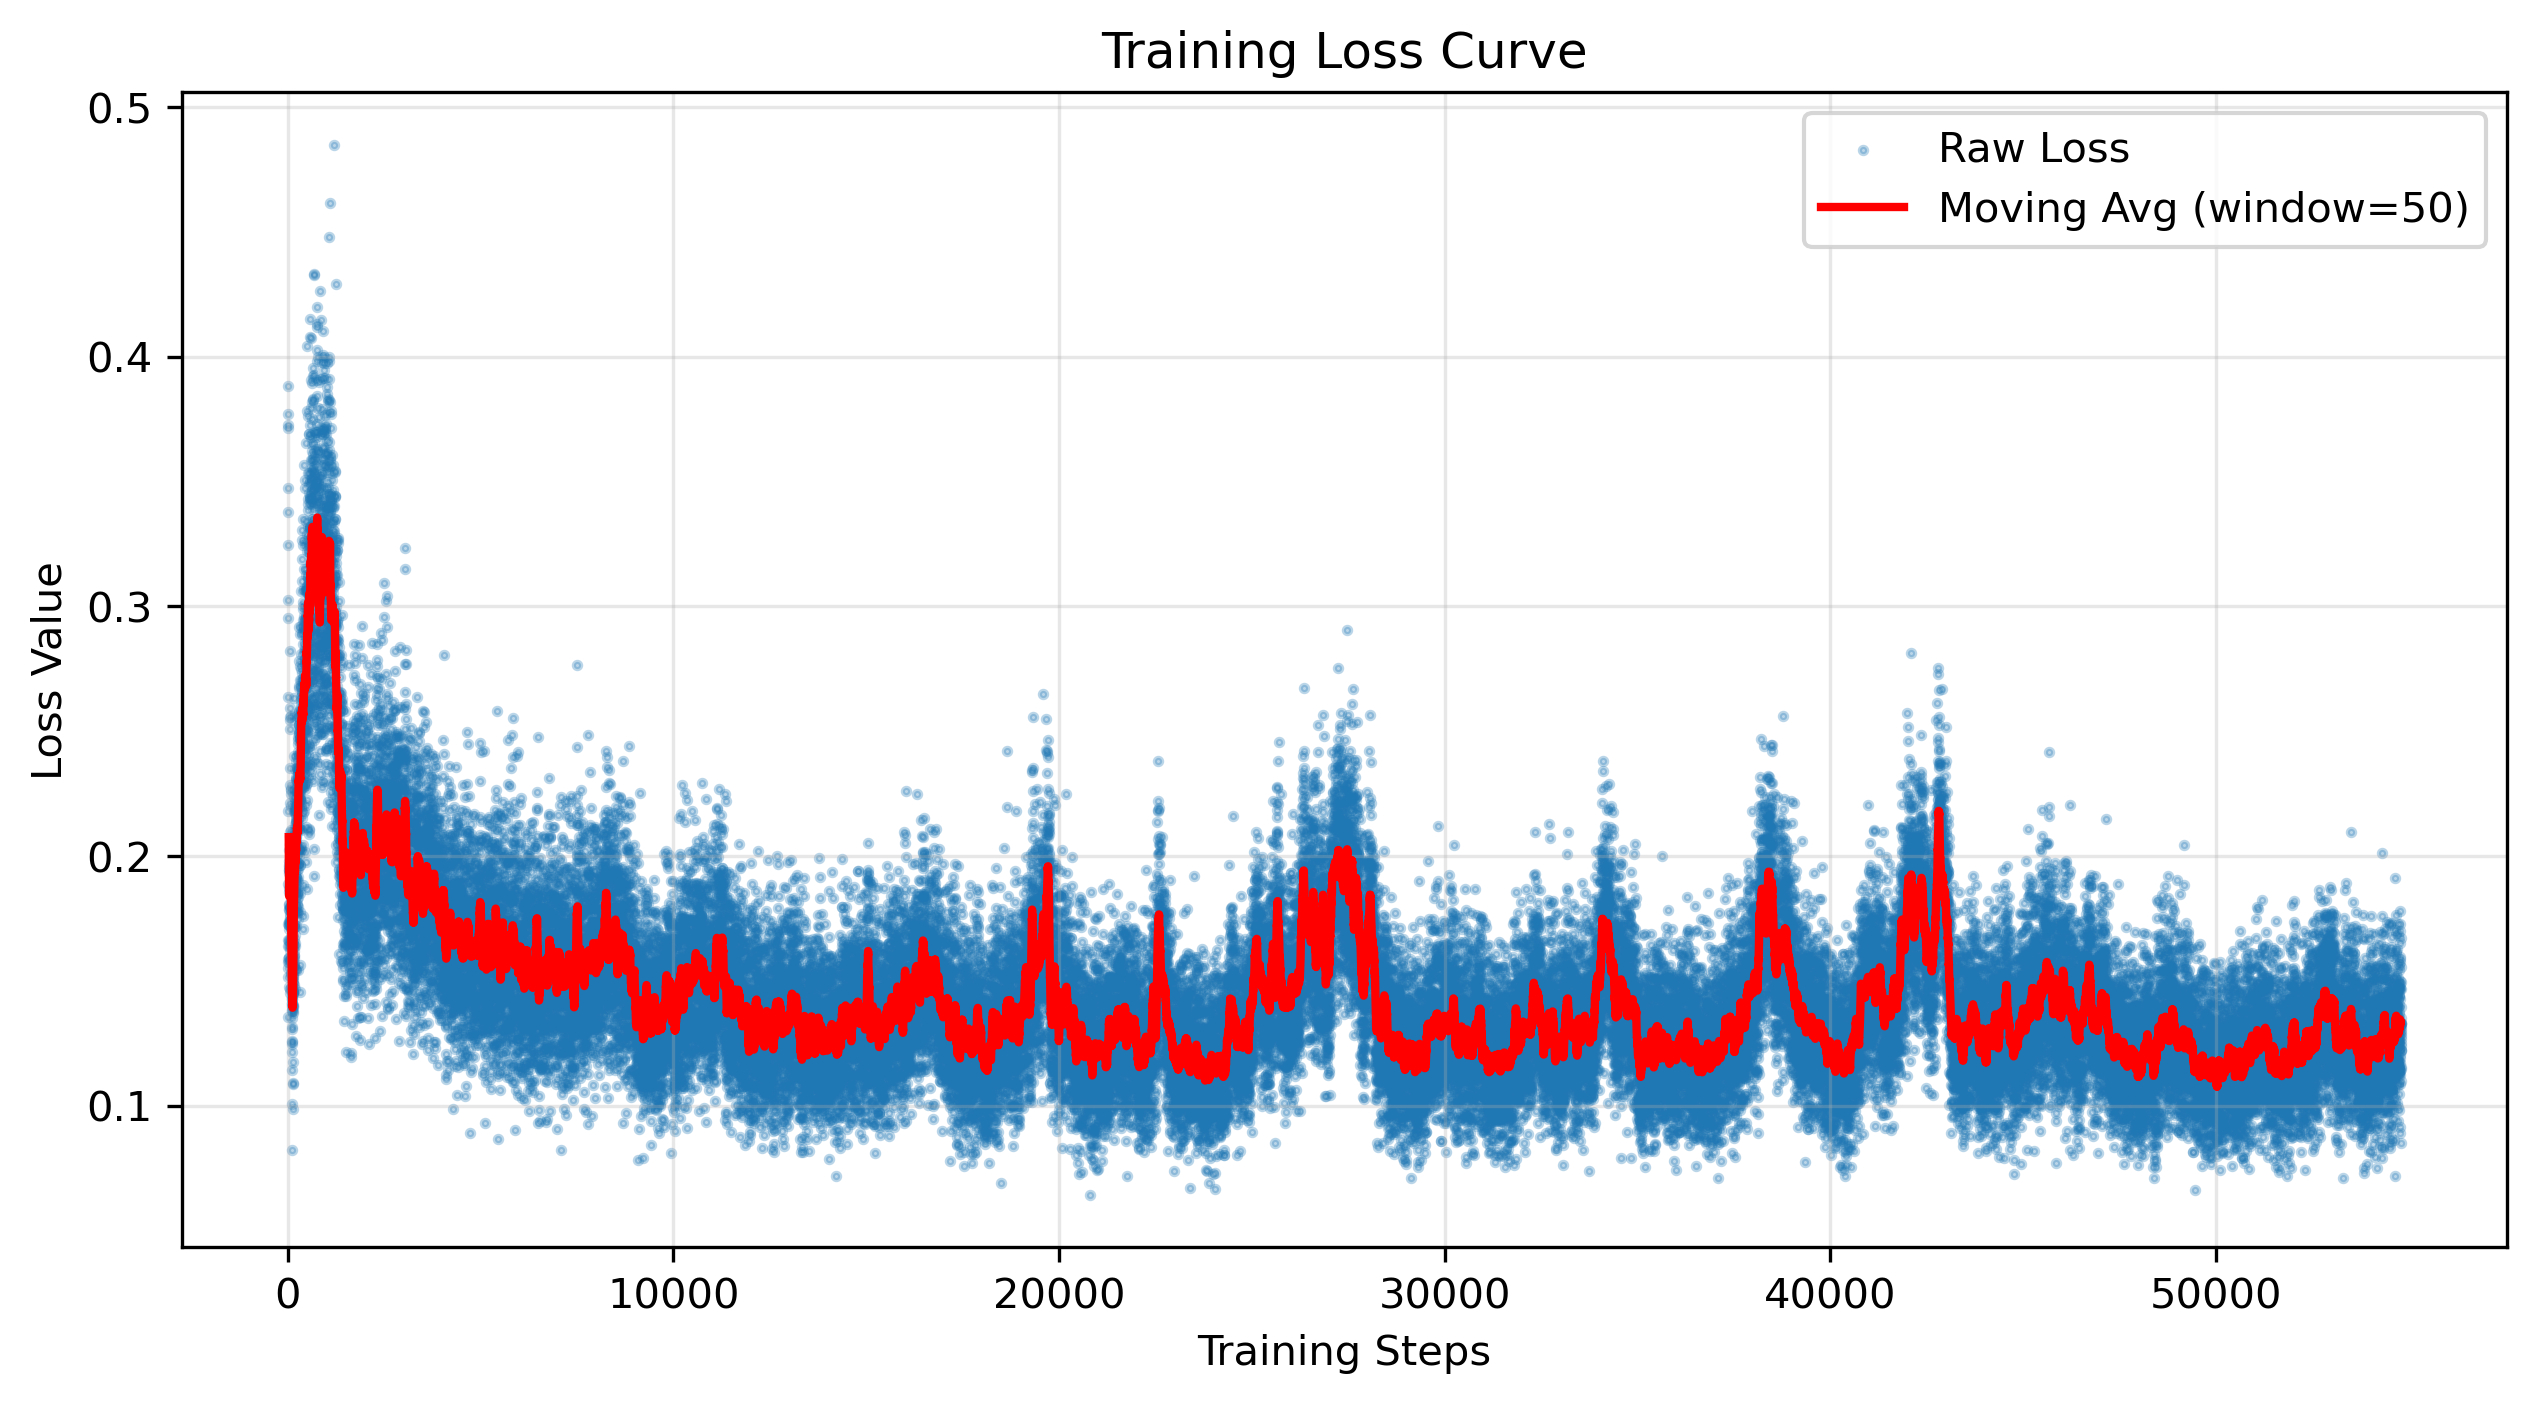 Training Loss Curve
Raw Loss
Moving Avg (window=50)
Loss Value
0.5
0.4
0.3
0.2
0.1
0 10000 20000 30000 40000 50000
Training Steps